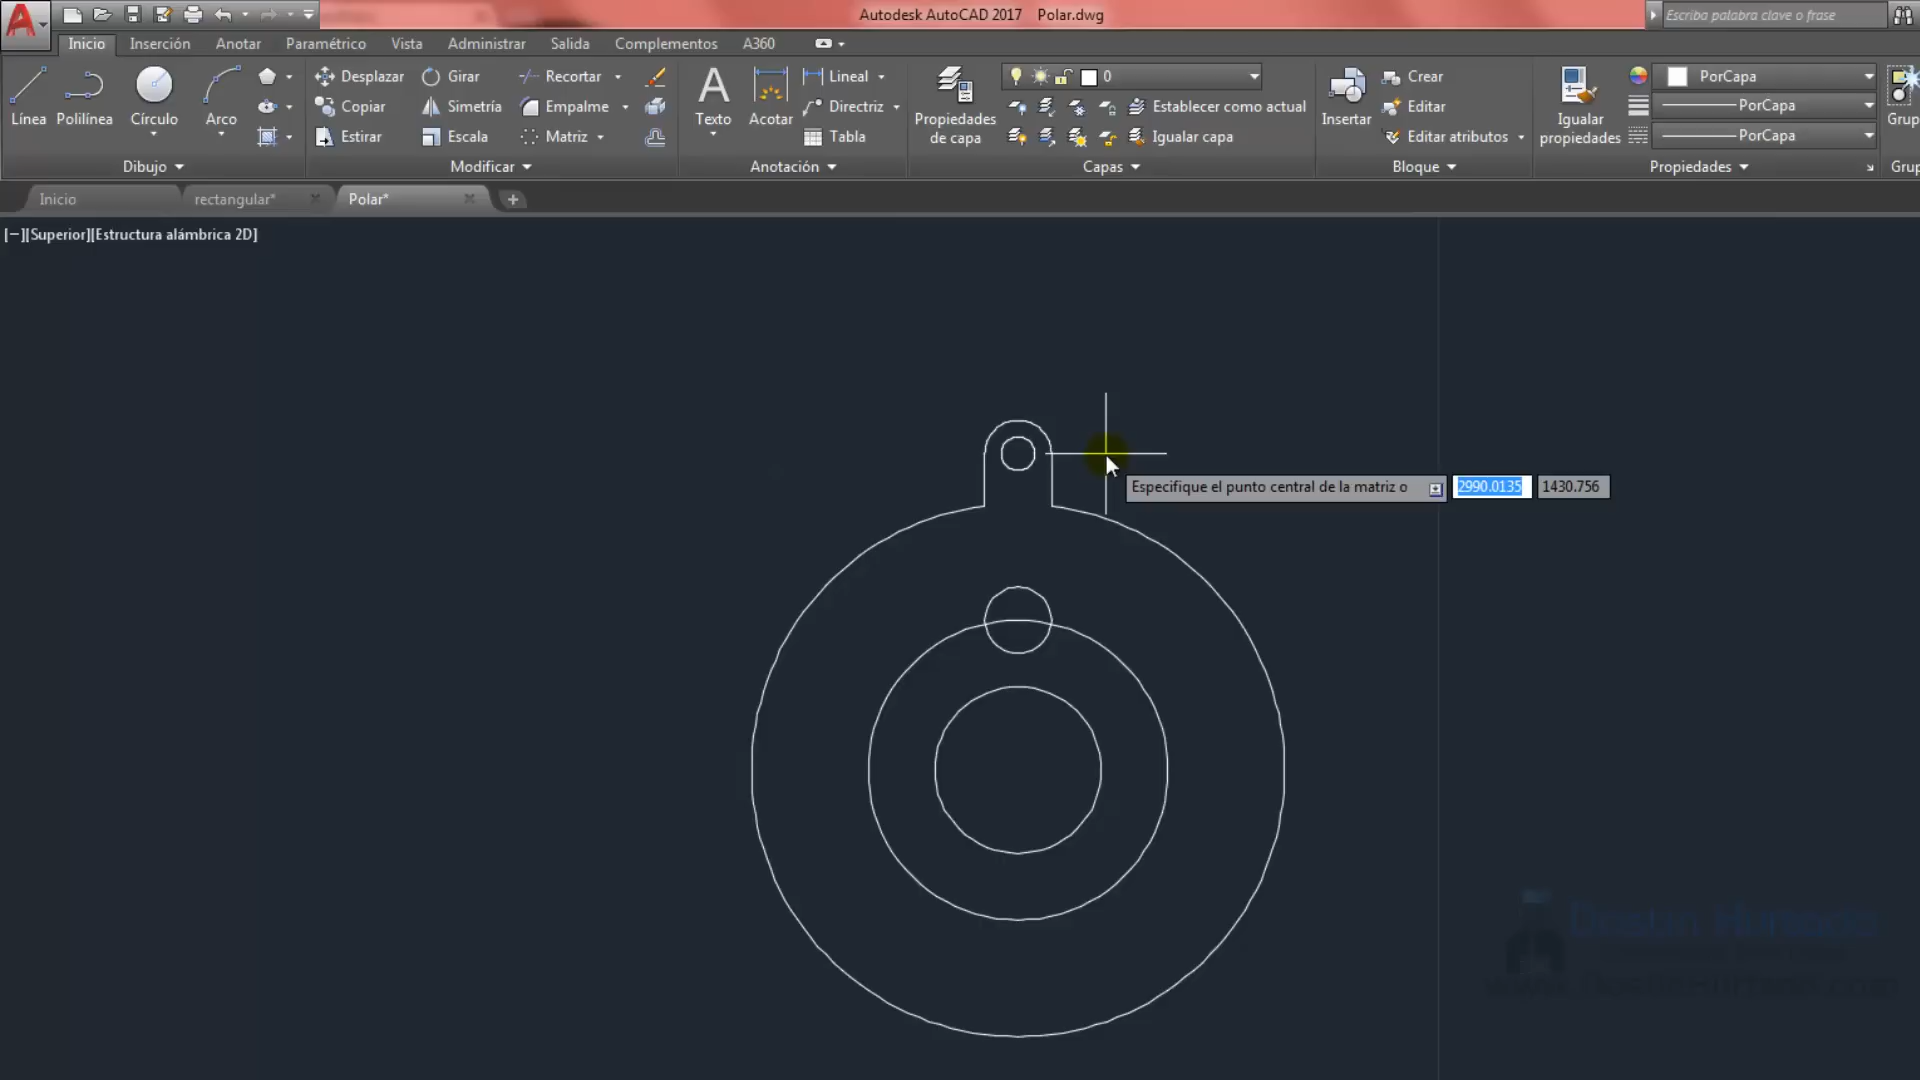 Autodesk AutoCAD 2017 Polar.dwg
Escriba palabra clave o frase
Inicio Inserción Anotar Paramétrico Vista Administrar Salida Complementos A360
Línea Polilínea Círculo Arco
Desplazar Girar Recortar
Copiar Simetría Empalme
Estirar Escala Matriz
Texto Acotar
Lineal
Directriz
Tabla
Propiedades
de capa
0
Establecer como actual
Igualar capa
Insertar
Crear
Editar
Editar atributos
Igualar
propiedades
PorCapa
PorCapa
PorCapa
Grup
Dibujo Modificar Anotación Capas Bloque Propiedades Grup
Inicio rectangular* Polar*
[−][Superior][Estructura alámbrica 2D]
Especifique el punto central de la matriz o 2990.0135 1430.756